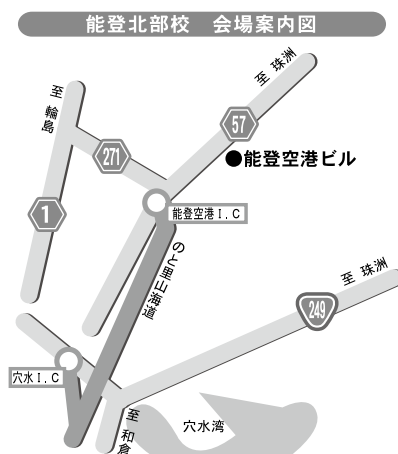 能登北部校　会場案内図
至 珠洲
至 輪島
57
271
●能登空港ビル
1
能登空港Ｉ.Ｃ
のと里山海道
至 珠洲
249
穴水Ｉ.Ｃ
至 和倉
穴水湾